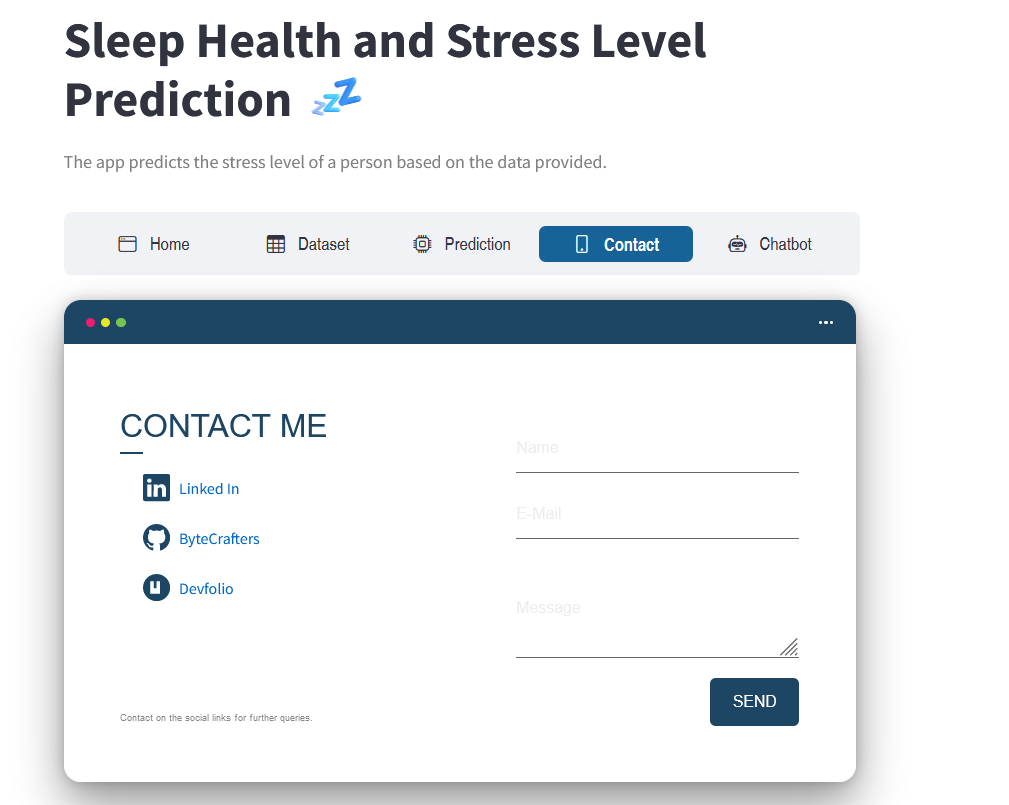 Sleep Health and Stress Level
Prediction 💤
The app predicts the stress level of a person based on the data provided.
Home
Dataset
Prediction
Contact
Chatbot
CONTACT ME
Linked In
ByteCrafters
Devfolio
Contact on the social links for further queries.
Name
E-Mail
Message
SEND